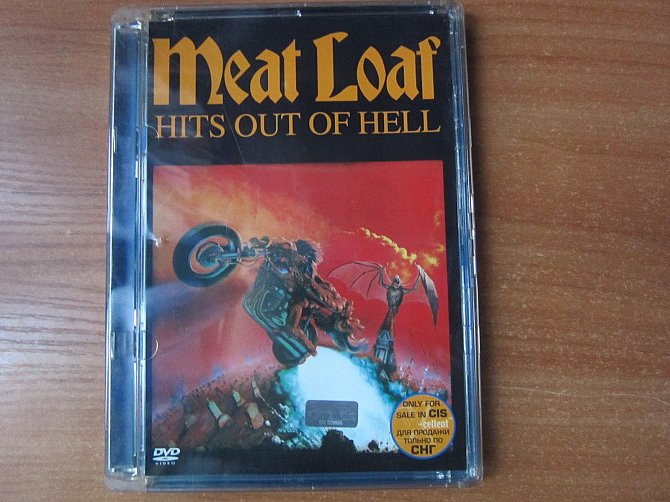 Meat Loaf
HITS OUT OF HELL
ONLY FOR
SALE IN CIS
ДЛЯ ПРОДАЖИ
ТОЛЬКО ПО
СНГ
DVD
VIDEO